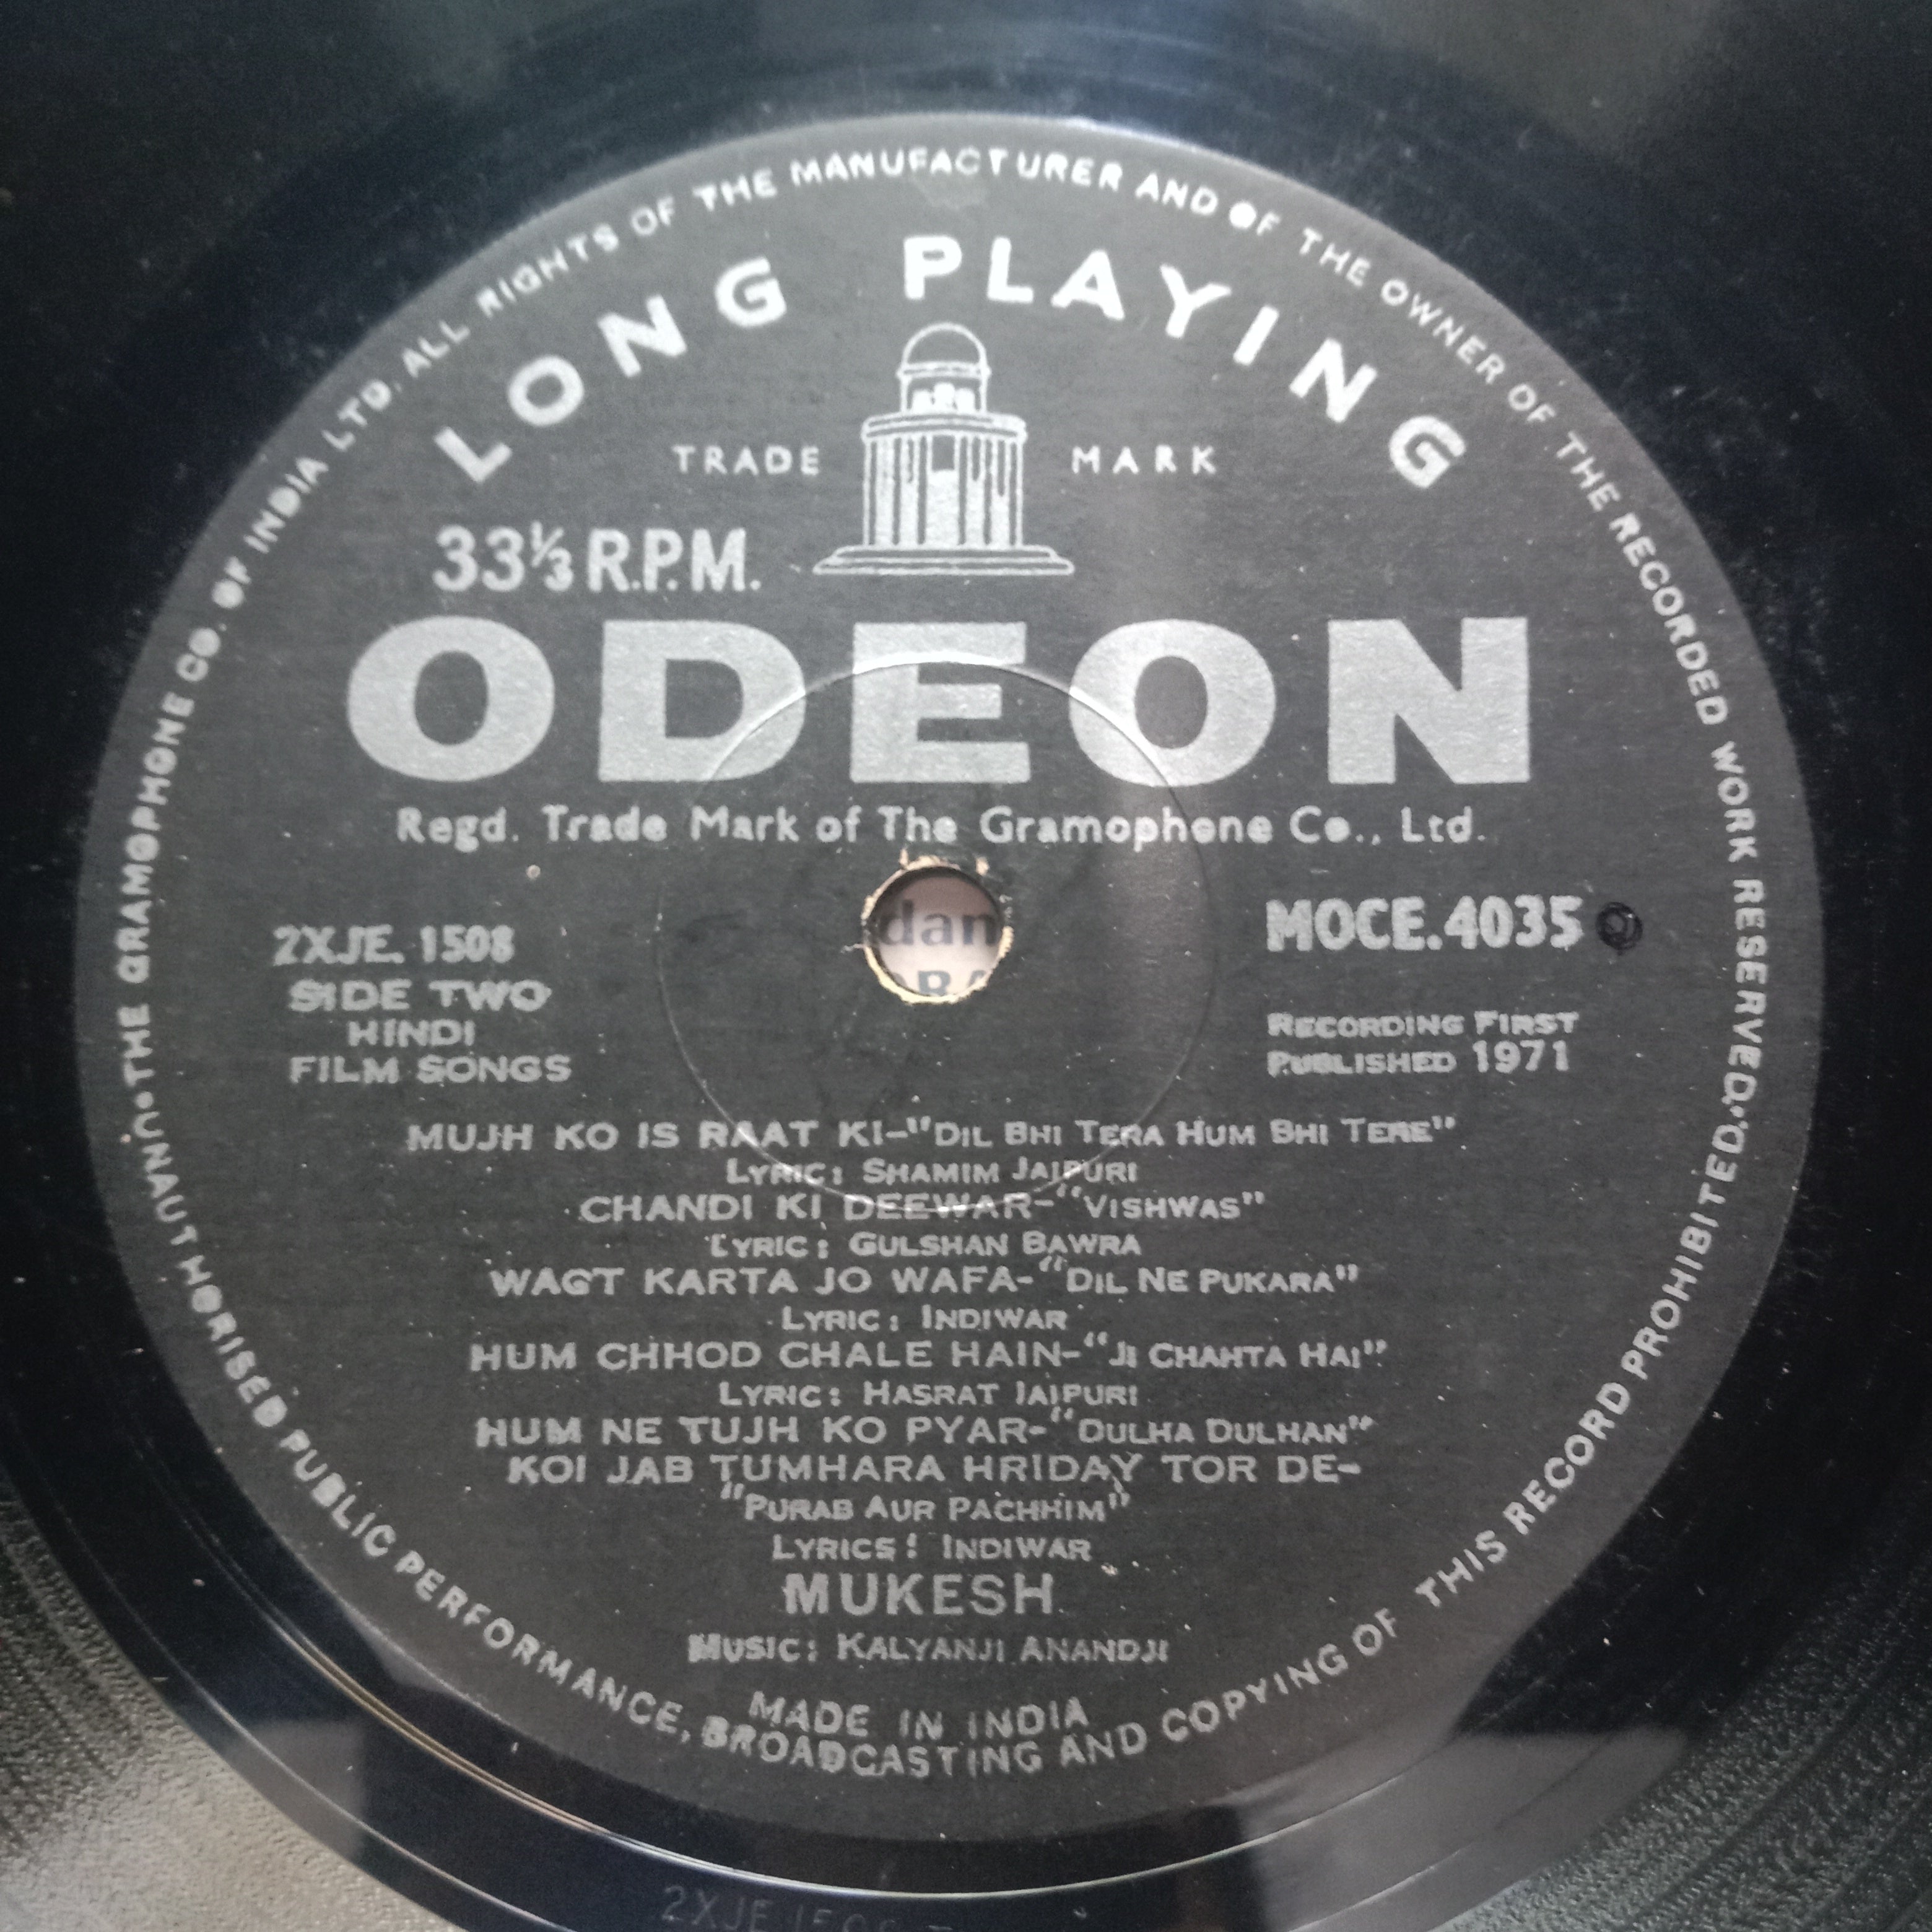 THE GRAMOPHONE CO. OF INDIA LTD. ALL RIGHTS OF THE MANUFACTURER AND OF THE OWNER OF THE RECORDED WORK RESERVED.
LONG PLAYING
TRADE MARK
33⅓ R.P.M.
ODEON
Regd. Trade Mark of The Gramophone Co., Ltd.
dan
2XJE. 1508
SIDE TWO
HINDI
FILM SONGS
MOCE.4035
RECORDING FIRST
PUBLISHED 1971
MUJH KO IS RAAT KI-"DIL BHI TERA HUM BHI TERE"
LYRIC: SHAMIM JAIPURI
CHANDI KI DEEWAR-"VISHWAS"
LYRIC: GULSHAN BAWRA
WAGT KARTA JO WAFA-"DIL NE PUKARA"
LYRIC: INDIWAR
HUM CHHOD CHALE HAIN-"JI CHAHTA HAI"
LYRIC: HASRAT JAIPURI
HUM NE TUJH KO PYAR-"DULHA DULHAN"
KOI JAB TUMHARA HRIDAY TOR DE-
"PURAB AUR PACHHIM"
LYRICS: INDIWAR
MUKESH
MUSIC: KALYANJI ANANDJI
MADE IN INDIA
UNAUTHORISED PUBLIC PERFORMANCE, BROADCASTING AND COPYING OF THIS RECORD PROHIBITED.